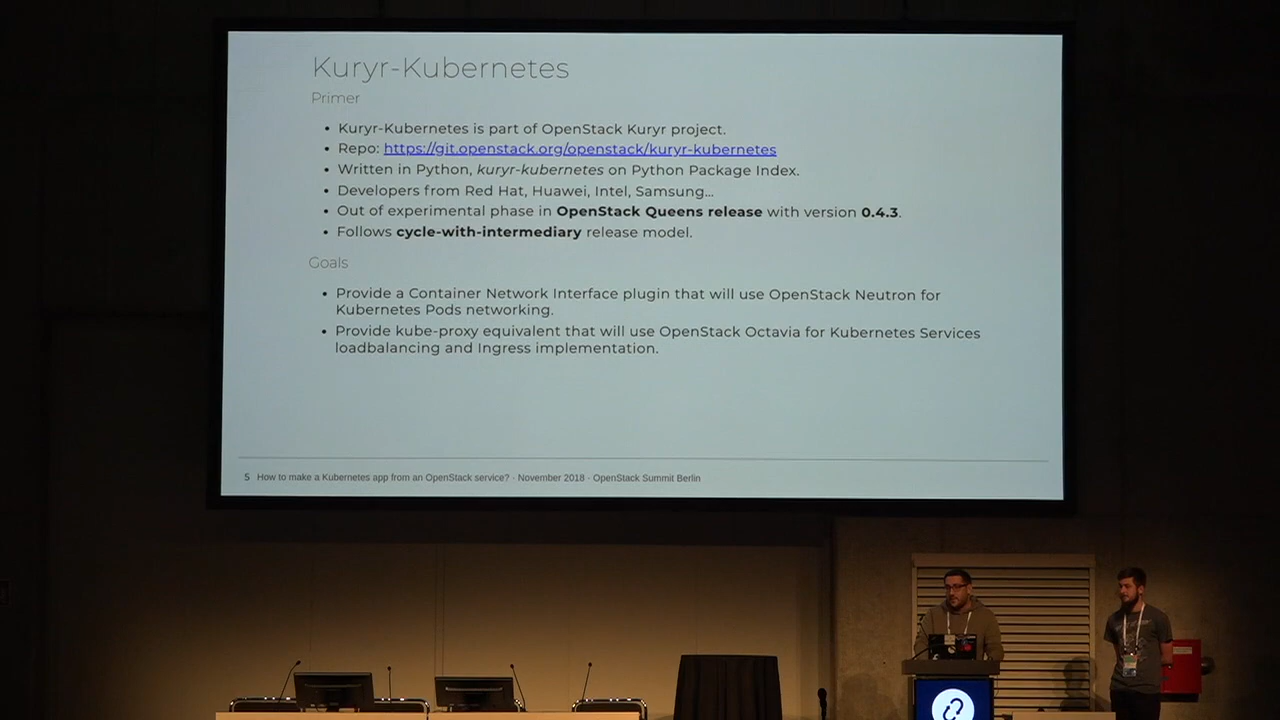 Kuryr-Kubernetes
Primer
• Kuryr-Kubernetes is part of OpenStack Kuryr project.
• Repo: https://git.openstack.org/openstack/kuryr-kubernetes
• Written in Python, kuryr-kubernetes on Python Package Index.
• Developers from Red Hat, Huawei, Intel, Samsung...
• Out of experimental phase in OpenStack Queens release with version 0.4.3.
• Follows cycle-with-intermediary release model.
Goals
• Provide a Container Network Interface plugin that will use OpenStack Neutron for
Kubernetes Pods networking.
• Provide kube-proxy equivalent that will use OpenStack Octavia for Kubernetes Services
loadbalancing and Ingress implementation.
5 How to make a Kubernetes app from an OpenStack service? · November 2018 · OpenStack Summit Berlin